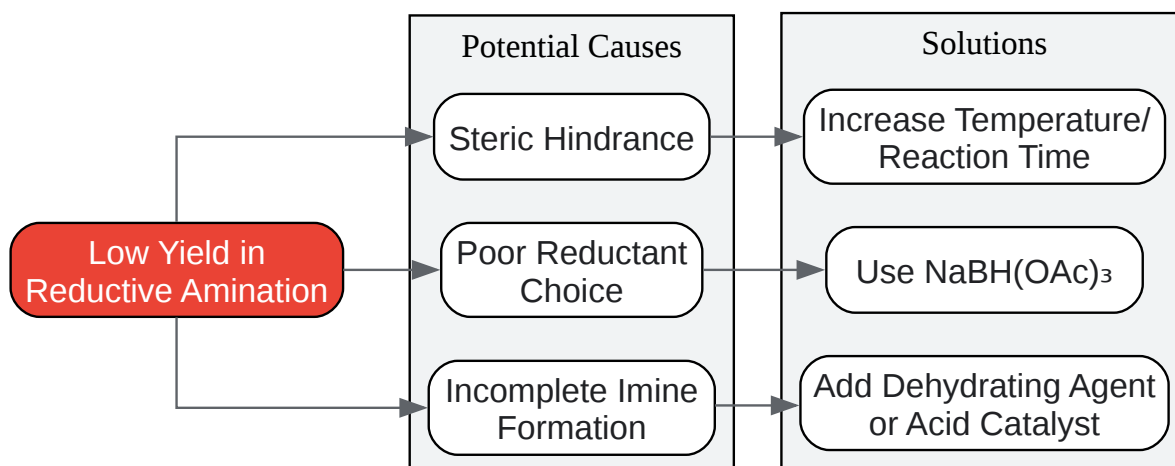 Potential Causes
Solutions
Steric Hindrance
Increase Temperature/
Reaction Time
Low Yield in
Reductive Amination
Poor Reductant
Choice
Use NaBH(OAc)₃
Incomplete Imine
Formation
Add Dehydrating Agent
or Acid Catalyst